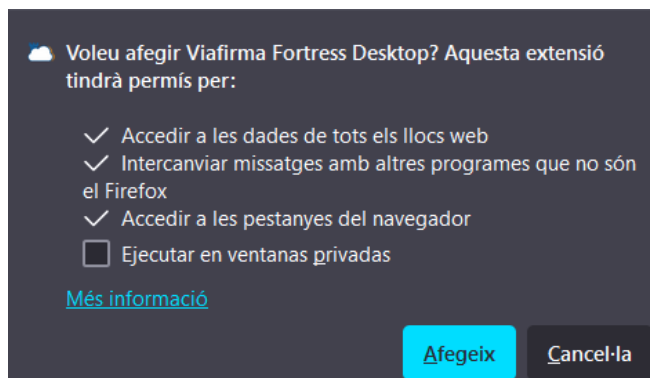 Voleu afegir Viafirma Fortress Desktop? Aquesta extensió
tindrà permís per:
Accedir a les dades de tots els llocs web
Intercanviar missatges amb altres programes que no són
el Firefox
Accedir a les pestanyes del navegador
Ejecutar en ventanas privadas
Més informació
Afegeix
Cancel·la